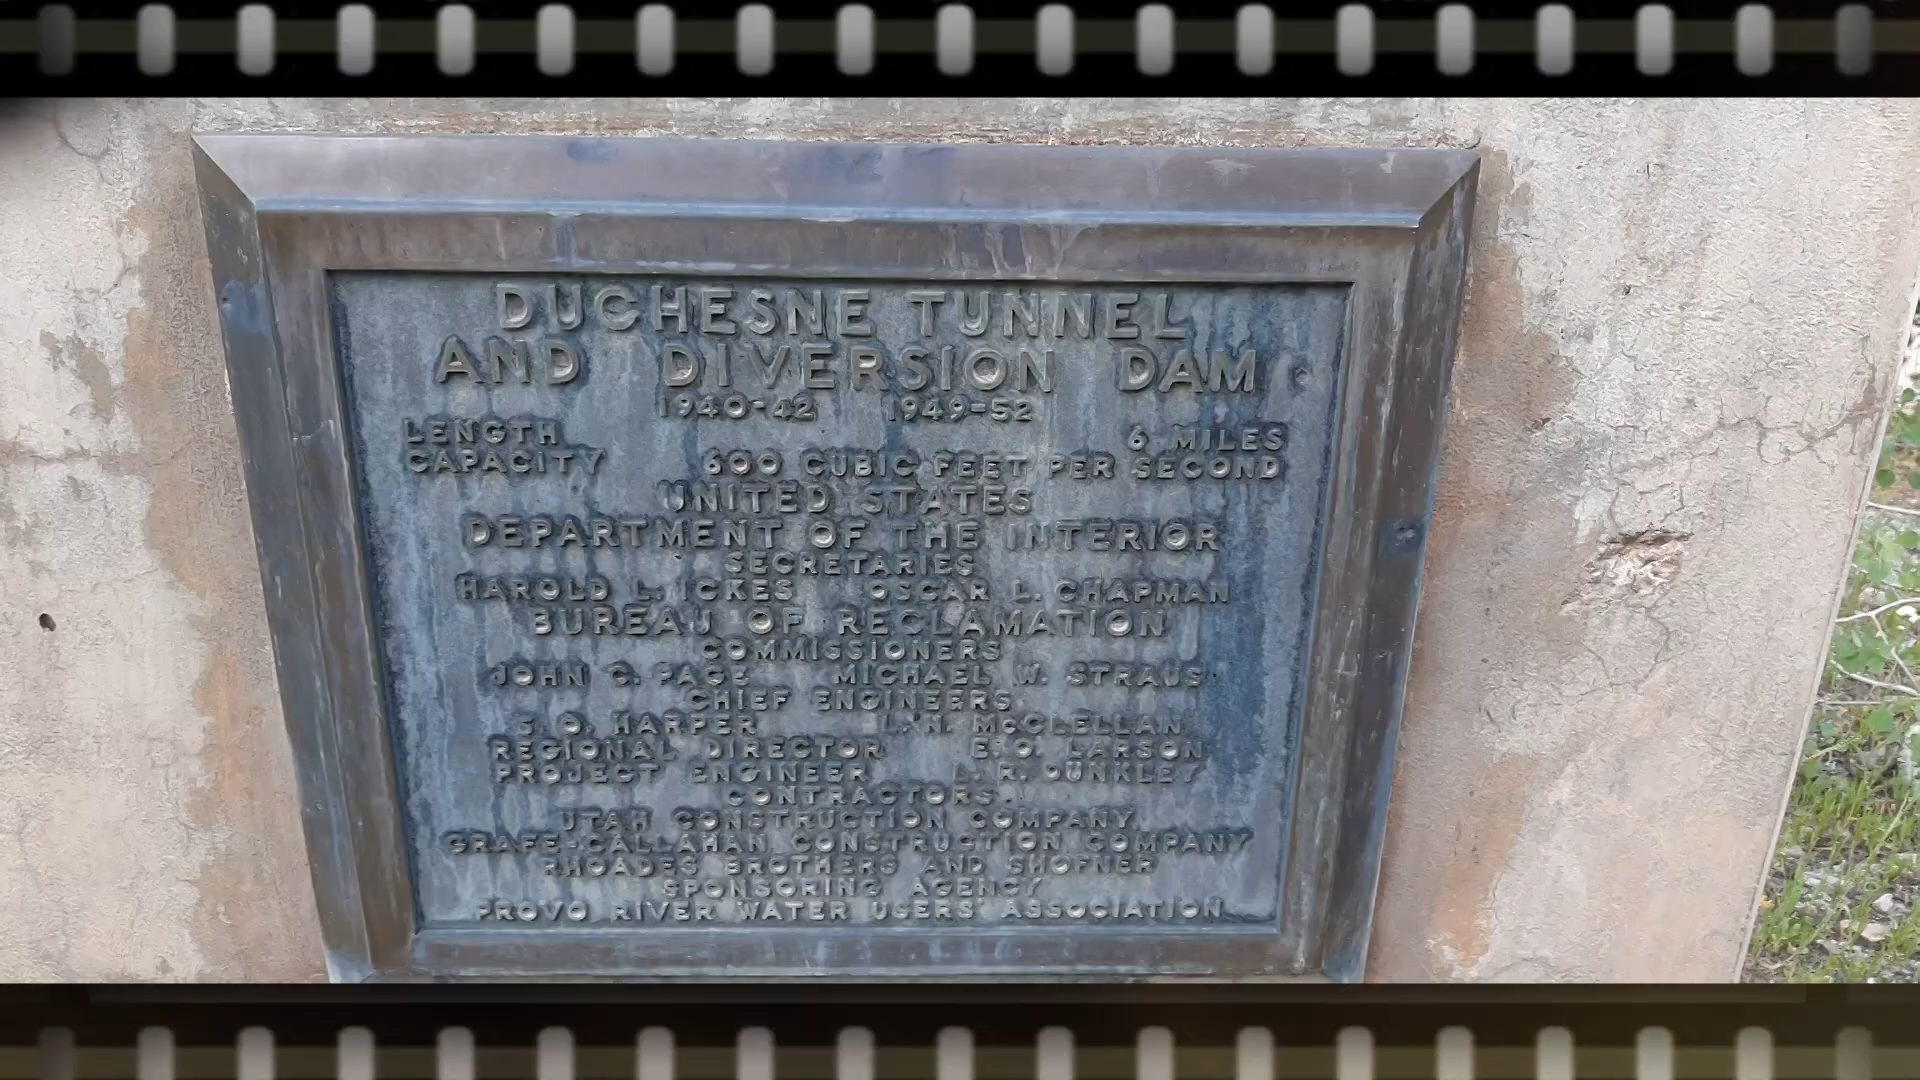 DUCHESNE TUNNEL
AND DIVERSION DAM
1940-42 1949-52
LENGTH 6 MILES
CAPACITY 600 CUBIC FEET PER SECOND
UNITED STATES
DEPARTMENT OF THE INTERIOR
SECRETARIES
HAROLD L. ICKES OSCAR L. CHAPMAN
BUREAU OF RECLAMATION
COMMISSIONERS
JOHN C. PAGE MICHAEL W. STRAUS
CHIEF ENGINEERS
S. O. HARPER L. N. McCLELLAN
REGIONAL DIRECTOR E. O. LARSON
PROJECT ENGINEER R. DUNKLEY
CONTRACTORS
UTAH CONSTRUCTION COMPANY
GRAFE-CALLAHAN CONSTRUCTION COMPANY
RHOADES BROTHERS AND SHOFNER
SPONSORING AGENCY
PROVO RIVER WATER USERS' ASSOCIATION